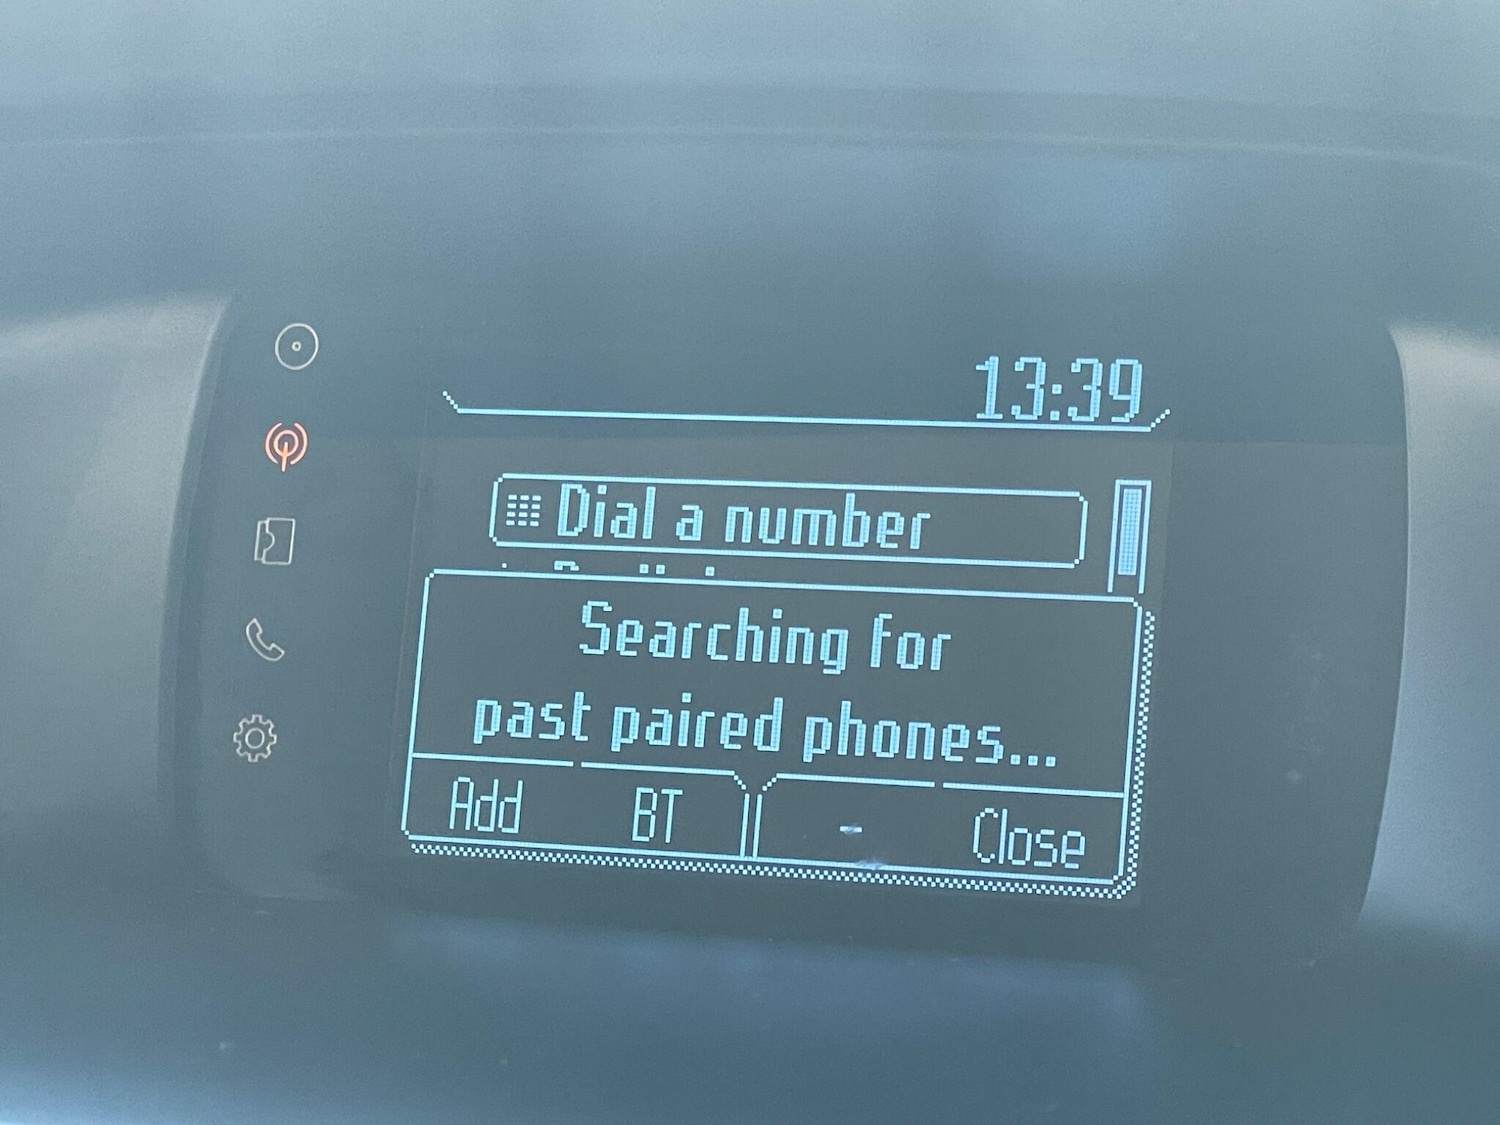 13:39
Dial a number
Searching for
past paired phones...
Add BT - Close